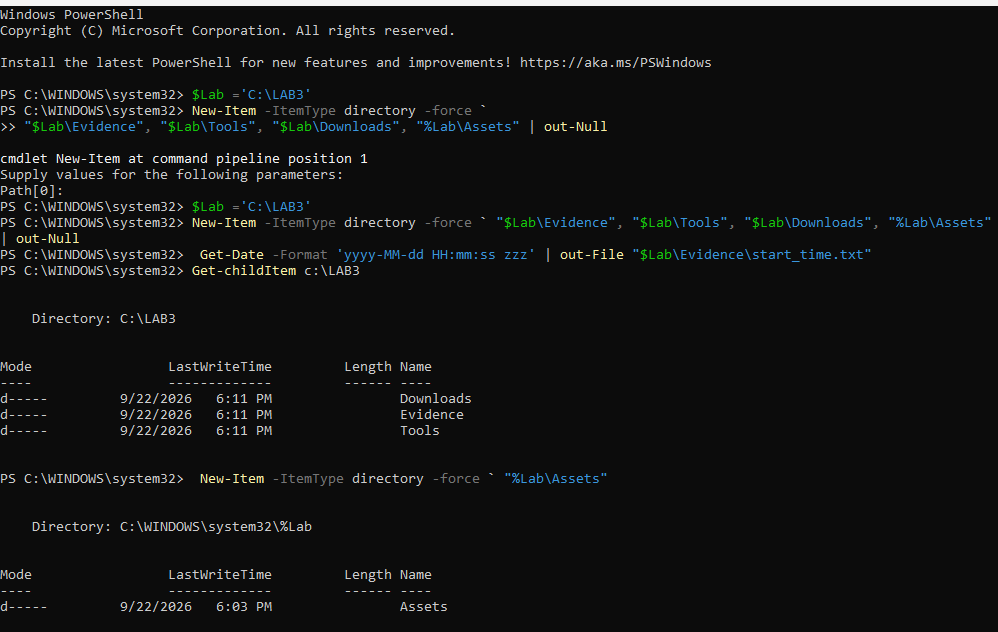 Windows PowerShell
Copyright (C) Microsoft Corporation. All rights reserved.
Install the latest PowerShell for new features and improvements! https://aka.ms/PSWindows
PS C:\WINDOWS\system32> $Lab ='C:\LAB3'
PS C:\WINDOWS\system32> New-Item -ItemType directory -force `
>> "$Lab\Evidence", "$Lab\Tools", "$Lab\Downloads", "%Lab\Assets" | out-Null
cmdlet New-Item at command pipeline position 1
Supply values for the following parameters:
Path[0]:
PS C:\WINDOWS\system32> $Lab ='C:\LAB3'
PS C:\WINDOWS\system32> New-Item -ItemType directory -force ` "$Lab\Evidence", "$Lab\Tools", "$Lab\Downloads", "%Lab\Assets"
| out-Null
PS C:\WINDOWS\system32>  Get-Date -Format 'yyyy-MM-dd HH:mm:ss zzz' | out-File "$Lab\Evidence\start_time.txt"
PS C:\WINDOWS\system32> Get-childItem c:\LAB3
    Directory: C:\LAB3
Mode                 LastWriteTime         Length Name
----                 -------------         ------ ----
d-----         9/22/2026   6:11 PM                Downloads
d-----         9/22/2026   6:11 PM                Evidence
d-----         9/22/2026   6:11 PM                Tools
PS C:\WINDOWS\system32>  New-Item -ItemType directory -force ` "%Lab\Assets"
    Directory: C:\WINDOWS\system32\%Lab
Mode                 LastWriteTime         Length Name
----                 -------------         ------ ----
d-----         9/22/2026   6:03 PM                Assets